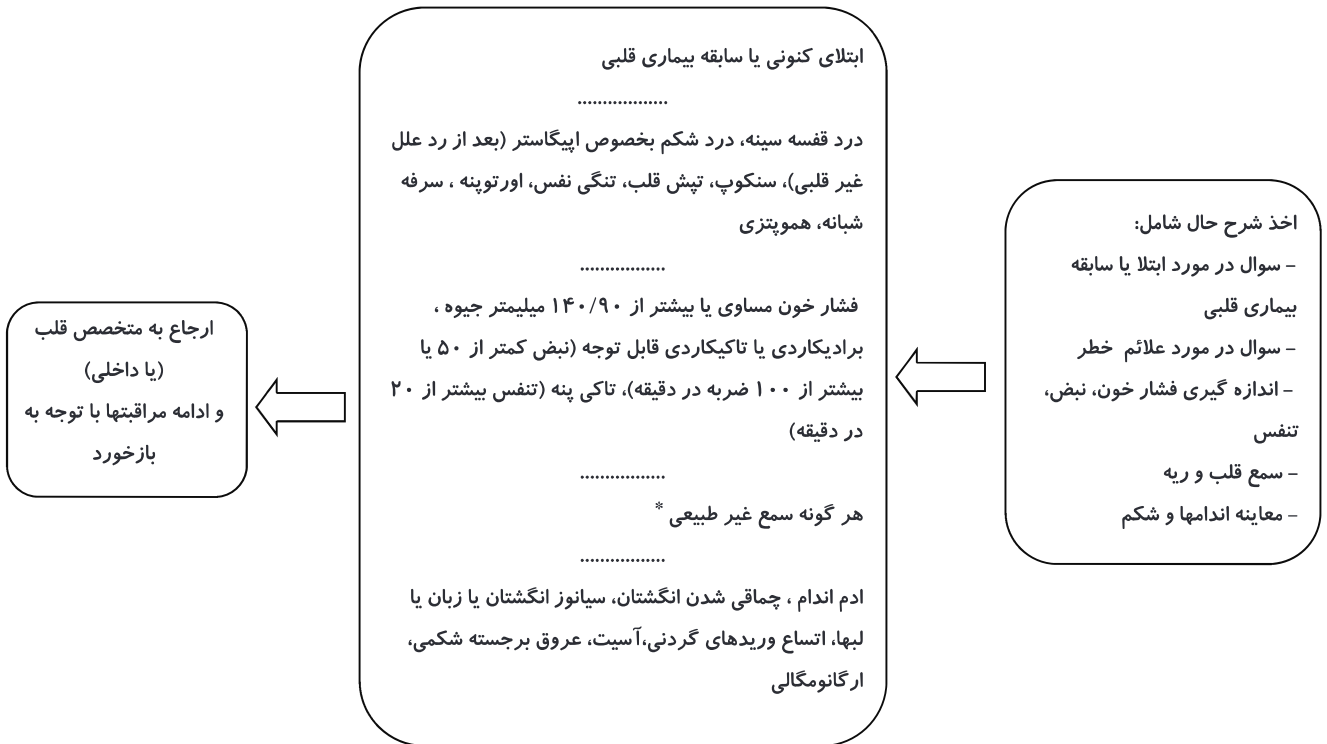 اخذ شرح حال شامل:
- سوال در مورد ابتلا یا سابقه
بیماری قلبی
- سوال در مورد علائم خطر
- اندازه گیری فشار خون، نبض،
تنفس
- سمع قلب و ریه
- معاینه اندامها و شکم
ابتلای کنونی یا سابقه بیماری قلبی
..................
درد قفسه سینه، درد شکم بخصوص اپیگاستر (بعد از رد علل
غیر قلبی)، سنکوپ، تپش قلب، تنگی نفس، اورتوپنه ، سرفه
شبانه، هموپتزی
.................
فشار خون مساوی یا بیشتر از ۱۴۰/۹۰ میلیمتر جیوه ،
برادیکاردی یا تاکیکاردی قابل توجه (نبض کمتر از ۵۰ یا
بیشتر از ۱۰۰ ضربه در دقیقه)، تاکی پنه (تنفس بیشتر از ۲۰
در دقیقه)
.................
هر گونه سمع غیر طبیعی *
.................
ادم اندام ، چماقی شدن انگشتان، سیانوز انگشتان یا زبان یا
لبها، اتساع وریدهای گردنی،آسیت، عروق برجسته شکمی،
ارگانومگالی
ارجاع به متخصص قلب
(یا داخلی)
و ادامه مراقبتها با توجه به
بازخورد